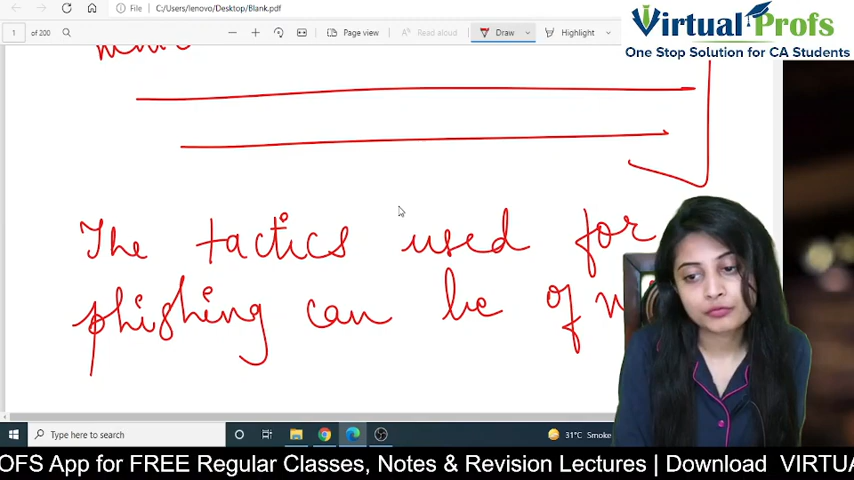 File | C:/Users/lenovo/Desktop/Blank.pdf
1 of 200 Page view Read aloud Draw Highlight
Virtual Profs
One Stop Solution for CA Students
The tactics used for
phishing can be of
Type here to search 31°C Smoke
OFS App for FREE Regular Classes, Notes & Revision Lectures | Download VIRTUA